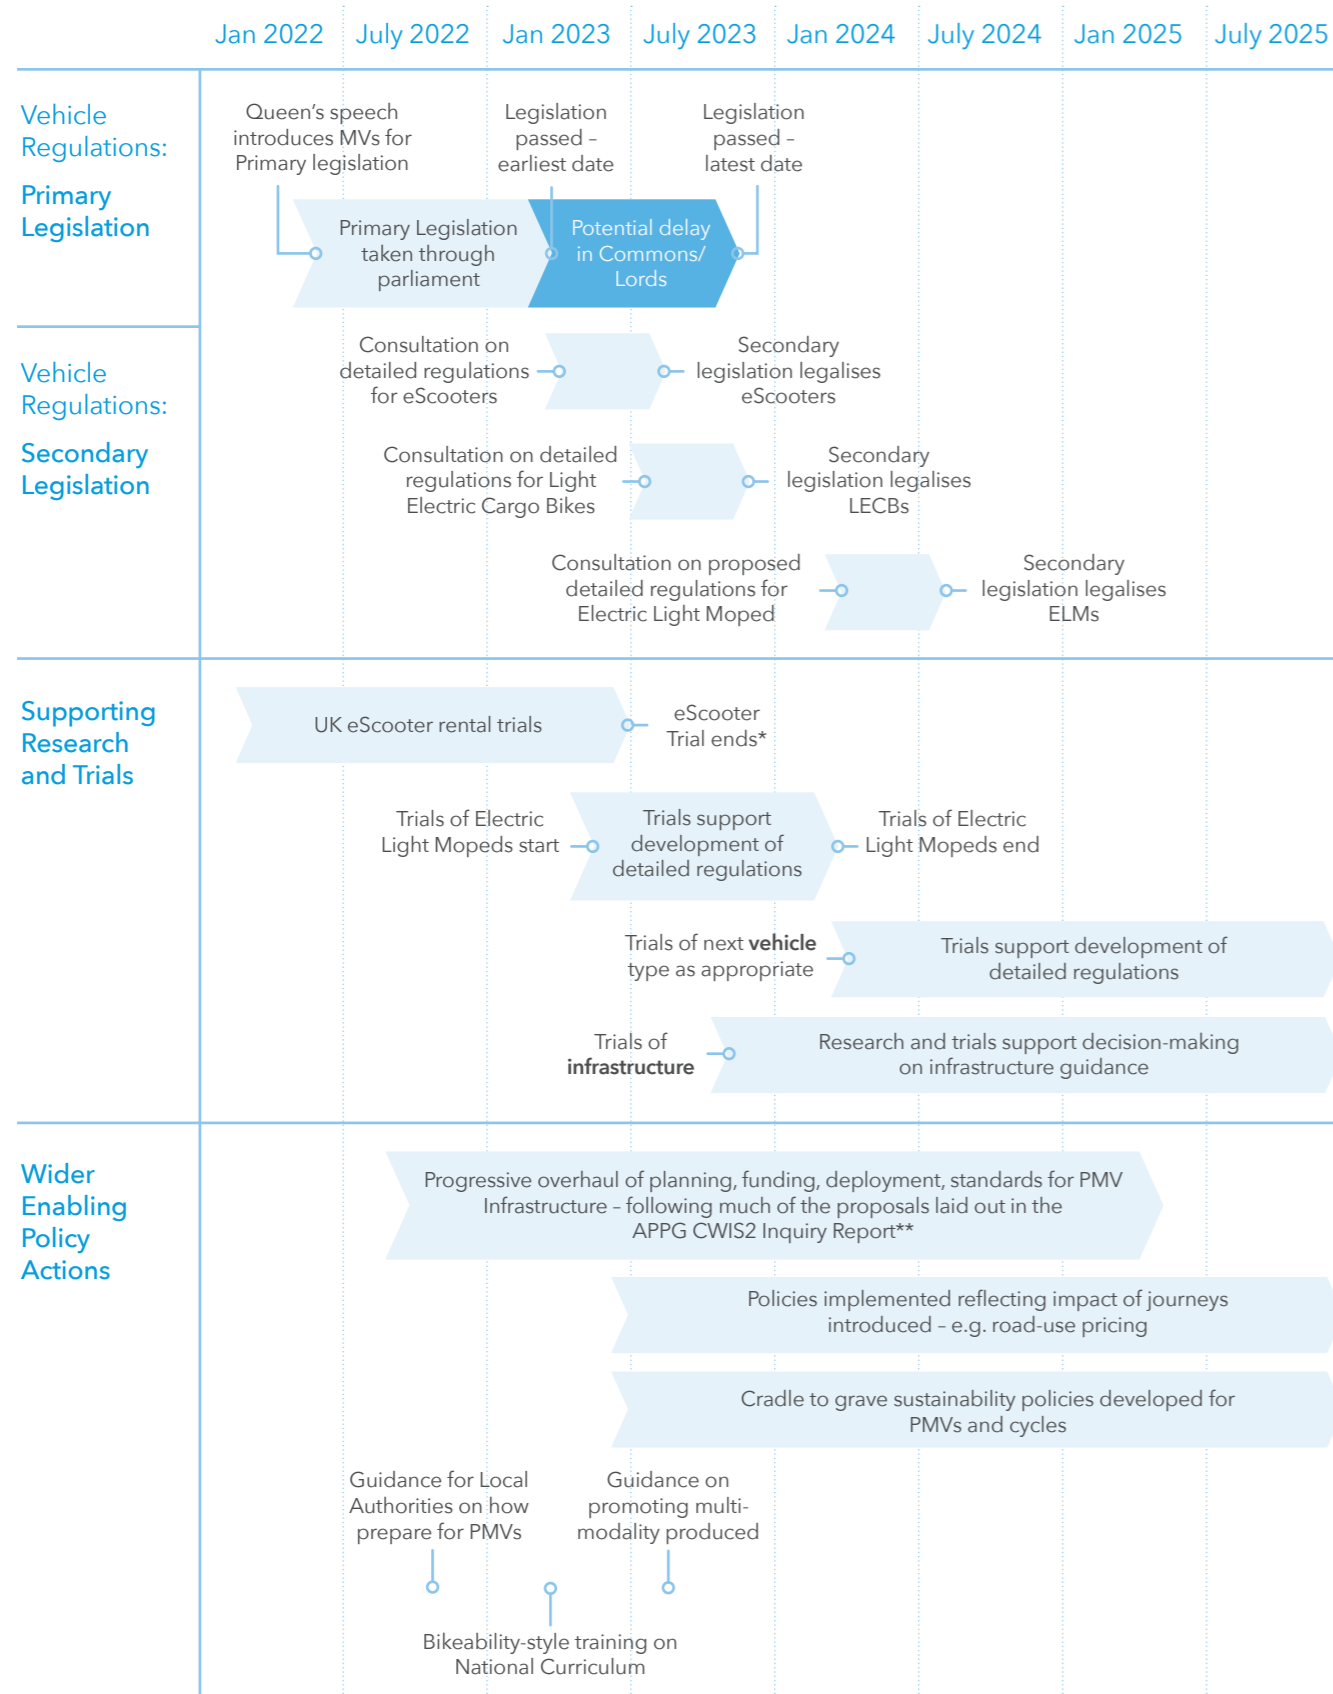 Jan 2022 July 2022 Jan 2023 July 2023 Jan 2024 July 2024 Jan 2025 July 2025
Vehicle
Regulations:
Primary
Legislation
Queen's speech
introduces MVs for
Primary legislation
Legislation
passed –
earliest date
Legislation
passed –
latest date
Primary Legislation
taken through
parliament
Potential delay
in Commons/
Lords
Vehicle
Regulations:
Secondary
Legislation
Consultation on
detailed regulations
for eScooters
Secondary
legislation legalises
eScooters
Consultation on detailed
regulations for Light
Electric Cargo Bikes
Secondary
legislation legalises
LECBs
Consultation on proposed
detailed regulations for
Electric Light Moped
Secondary
legislation legalises
ELMs
Supporting
Research
and Trials
UK eScooter rental trials
eScooter
Trial ends*
Trials of Electric
Light Mopeds start
Trials support
development of
detailed regulations
Trials of Electric
Light Mopeds end
Trials of next vehicle
type as appropriate
Trials support development of
detailed regulations
Trials of
infrastructure
Research and trials support decision-making
on infrastructure guidance
Wider
Enabling
Policy
Actions
Progressive overhaul of planning, funding, deployment, standards for PMV
Infrastructure – following much of the proposals laid out in the
APPG CWIS2 Inquiry Report**
Policies implemented reflecting impact of journeys
introduced – e.g. road-use pricing
Cradle to grave sustainability policies developed for
PMVs and cycles
Guidance for Local
Authorities on how
prepare for PMVs
Guidance on
promoting multi-
modality produced
Bikeability-style training on
National Curriculum